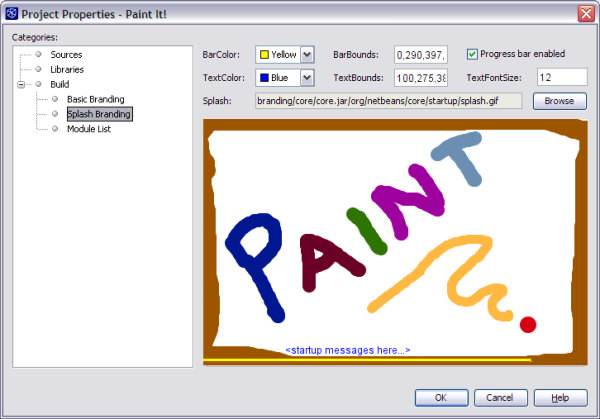 Project Properties - Paint It!
Categories:
Sources
Libraries
Build
Basic Branding
Splash Branding
Module List
BarColor: Yellow BarBounds: 0,290,397, Progress bar enabled
TextColor: Blue TextBounds: 100,275,38 TextFontSize: 12
Splash: branding/core/core.jar/org/netbeans/core/startup/splash.gif Browse
PAINT
<startup messages here...>
OK Cancel Help